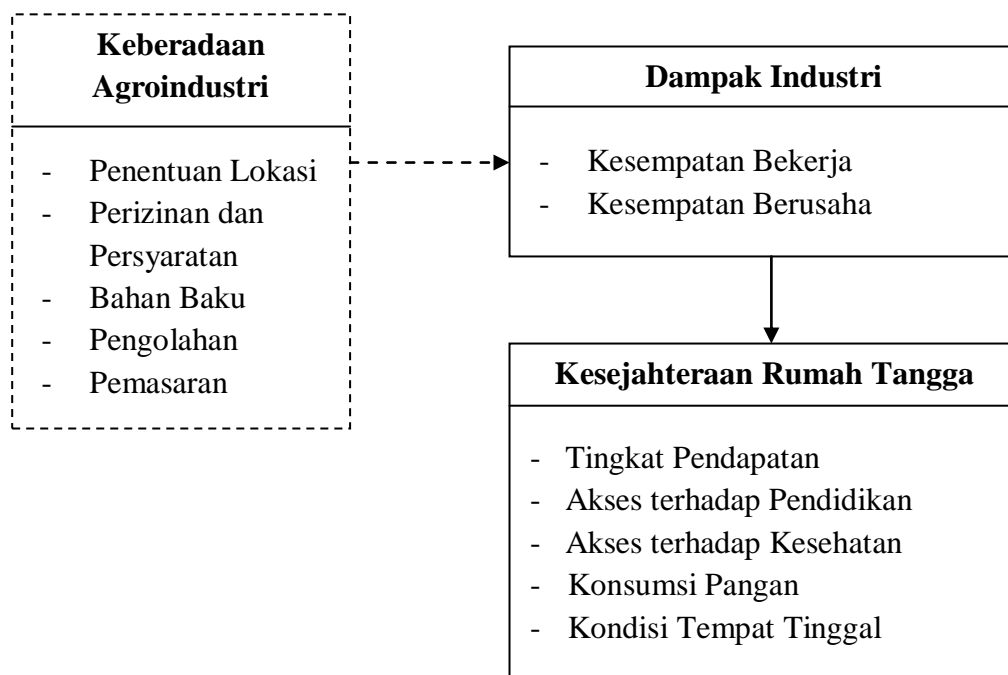 Keberadaan
Agroindustri
- Penentuan Lokasi
- Perizinan dan
Persyaratan
- Bahan Baku
- Pengolahan
- Pemasaran
Dampak Industri
- Kesempatan Bekerja
- Kesempatan Berusaha
Kesejahteraan Rumah Tangga
- Tingkat Pendapatan
- Akses terhadap Pendidikan
- Akses terhadap Kesehatan
- Konsumsi Pangan
- Kondisi Tempat Tinggal